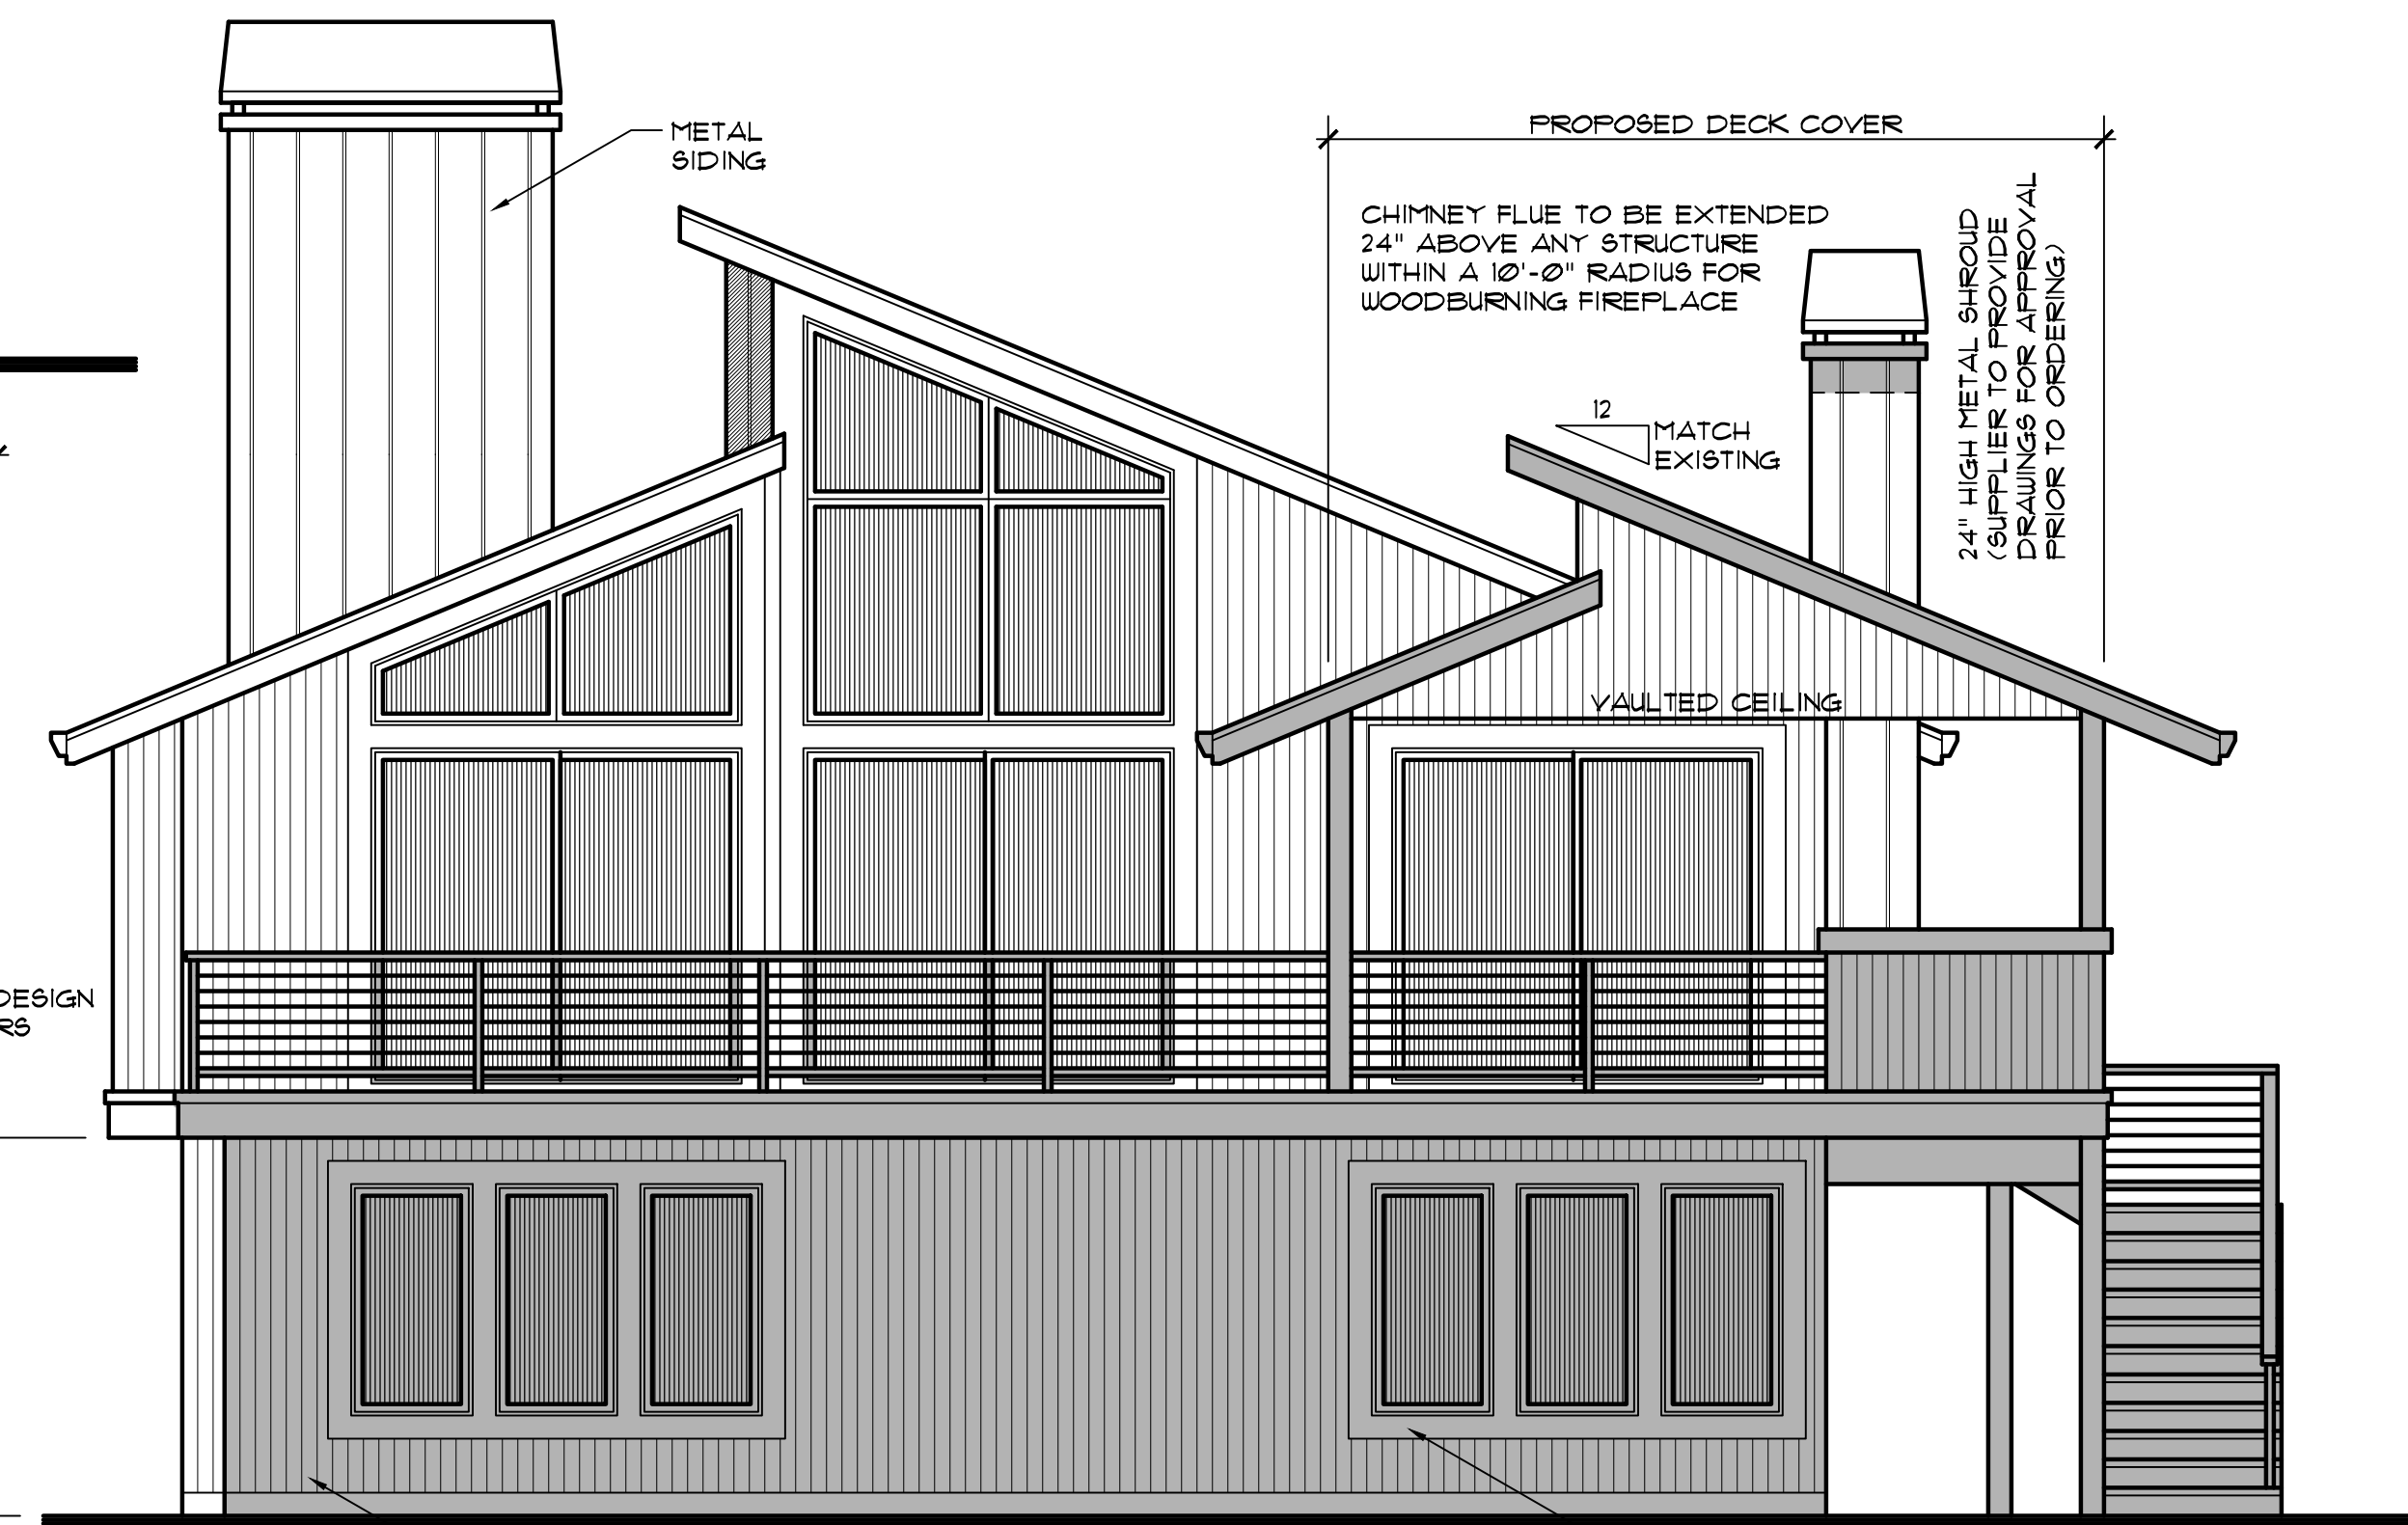 METAL
SIDING
PROPOSED DECK COVER
CHIMNEY FLUE TO BE EXTENDED
24" ABOVE ANY STRUCTURE
WITHIN A 10'-0" RADIUS FOR
WOODBURNING FIREPLACE
24" HIGH METAL SHROUD
(SUPPLIER TO PROVIDE
DRAWINGS FOR APPROVAL
PRIOR TO ORDERING)
12
MATCH
EXISTING
VAULTED CEILING
DESIGN